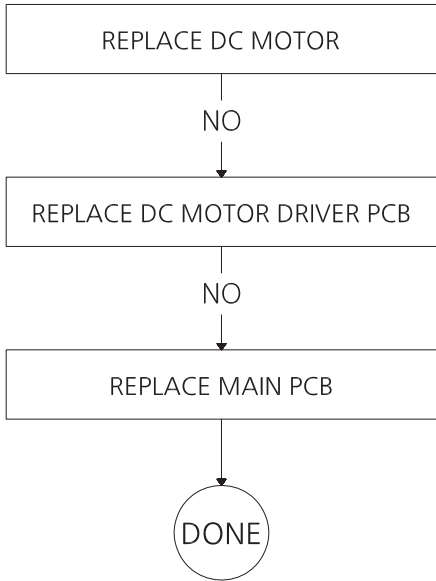 REPLACE DC MOTOR
NO
REPLACE DC MOTOR DRIVER PCB
NO
REPLACE MAIN PCB
DONE